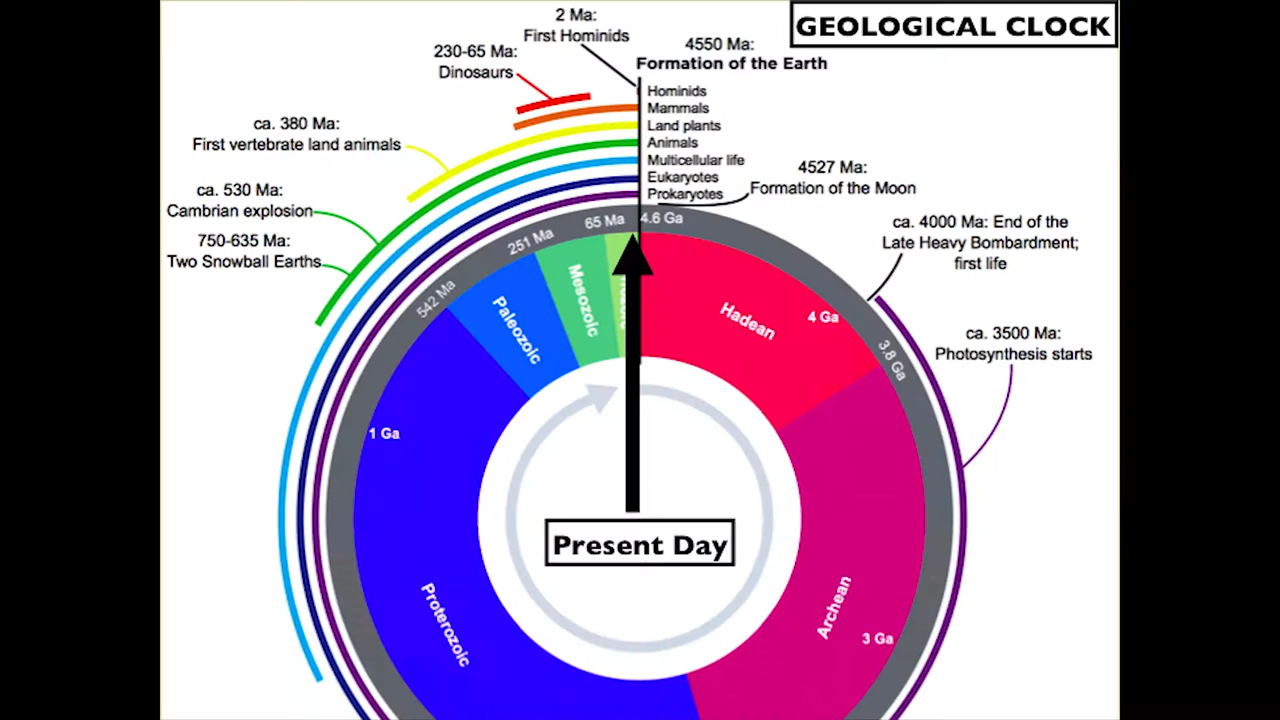 GEOLOGICAL CLOCK
2 Ma:
First Hominids
4550 Ma:
Formation of the Earth
230-65 Ma:
Dinosaurs
Hominids
Mammals
Land plants
Animals
Multicellular life
Eukaryotes
Prokaryotes
ca. 380 Ma:
First vertebrate land animals
4527 Ma:
Formation of the Moon
ca. 530 Ma:
Cambrian explosion
750-635 Ma:
Two Snowball Earths
ca. 4000 Ma: End of the
Late Heavy Bombardment;
first life
ca. 3500 Ma:
Photosynthesis starts
542 Ma
251 Ma
65 Ma
4.6 Ga
Paleozoic
Mesozoic
Hadean
4 Ga
3.8 Ga
1 Ga
Present Day
Proterozoic
Archean
3 Ga